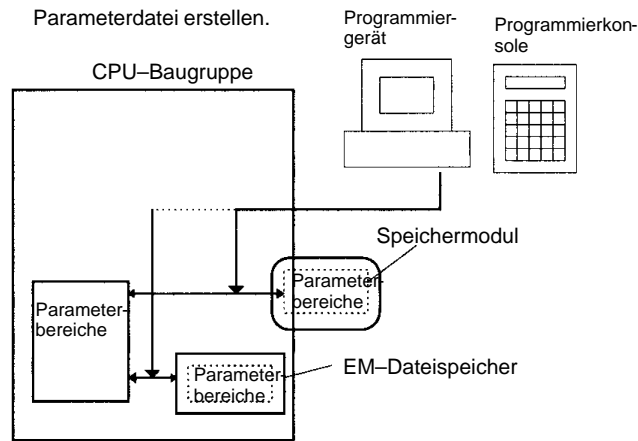 Parameterdatei erstellen.
Programmier-
gerät
Programmierkon-
sole
CPU–Baugruppe
Speichermodul
Parameter-
bereiche
Parameter-
bereiche
Parameter-
bereiche
EM–Dateispeicher